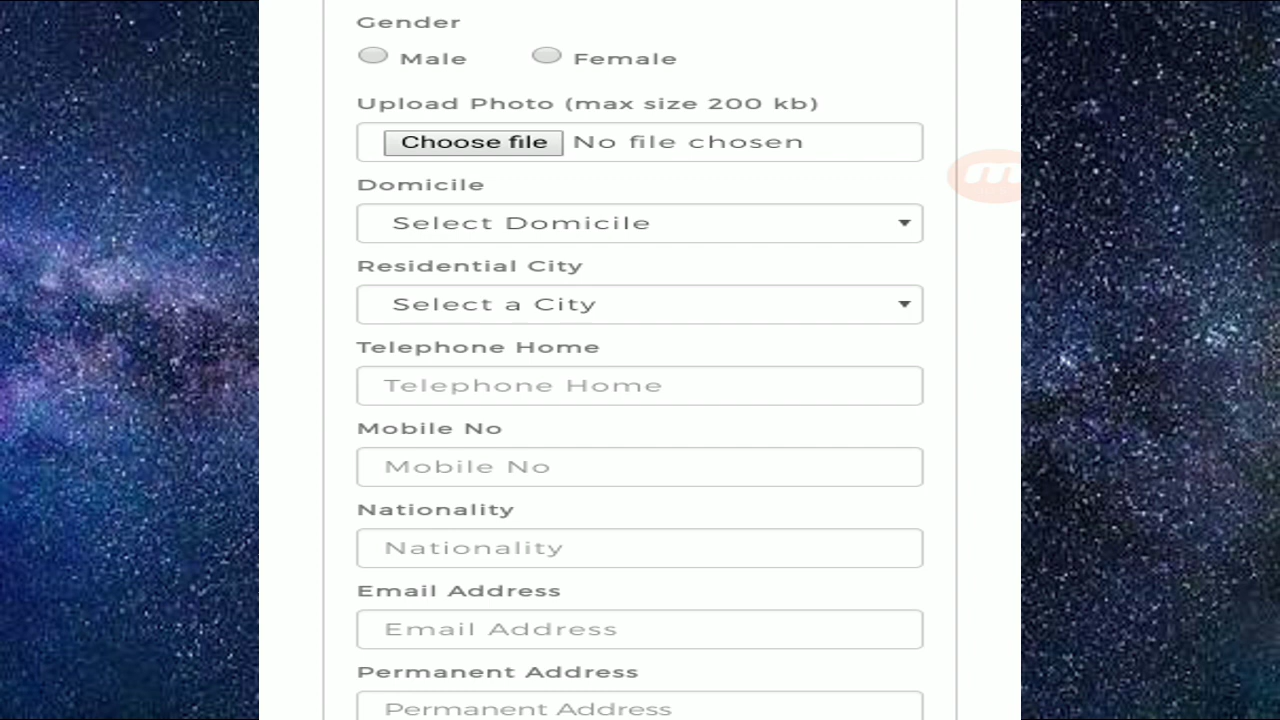 Gender
Male Female
Upload Photo (max size 200 kb)
Choose file No file chosen
Domicile
Select Domicile
Residential City
Select a City
Telephone Home
Telephone Home
Mobile No
Mobile No
Nationality
Nationality
Email Address
Email Address
Permanent Address
Permanent Address